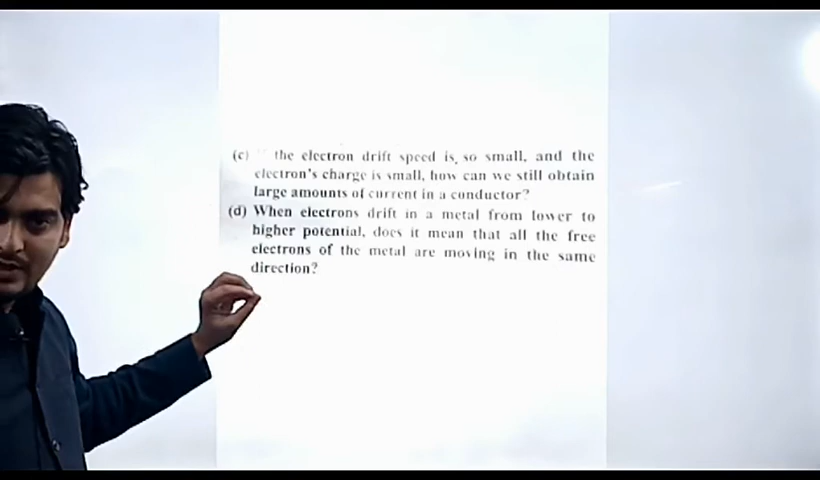 (c) the electron drift speed is so small, and the
electron's charge is small, how can we still obtain
large amounts of current in a conductor?
(d) When electrons drift in a metal from lower to
higher potential, does it mean that all the free
electrons of the metal are moving in the same
direction?